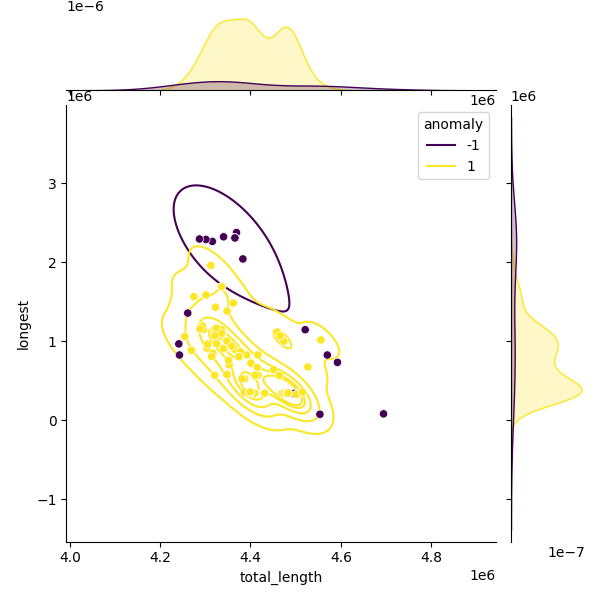 1e−6
1e6
1e6
1e6
anomaly
-1
1
3
2
1
0
−1
longest
4.0
4.2
4.4
4.6
4.8
total_length
1e6
1e−7